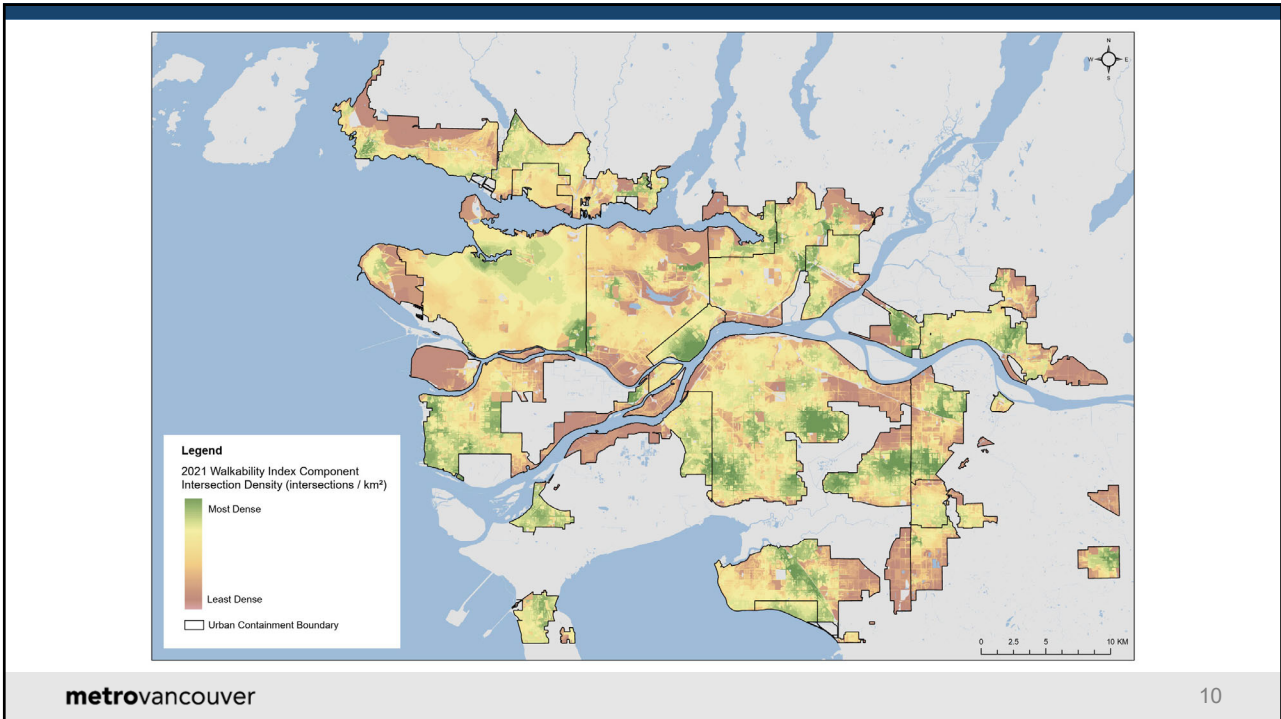 N
W E
S
Legend
2021 Walkability Index Component
Intersection Density (intersections / km²)
Most Dense
Least Dense
Urban Containment Boundary
0 2.5 5 10 KM
metrovancouver
10